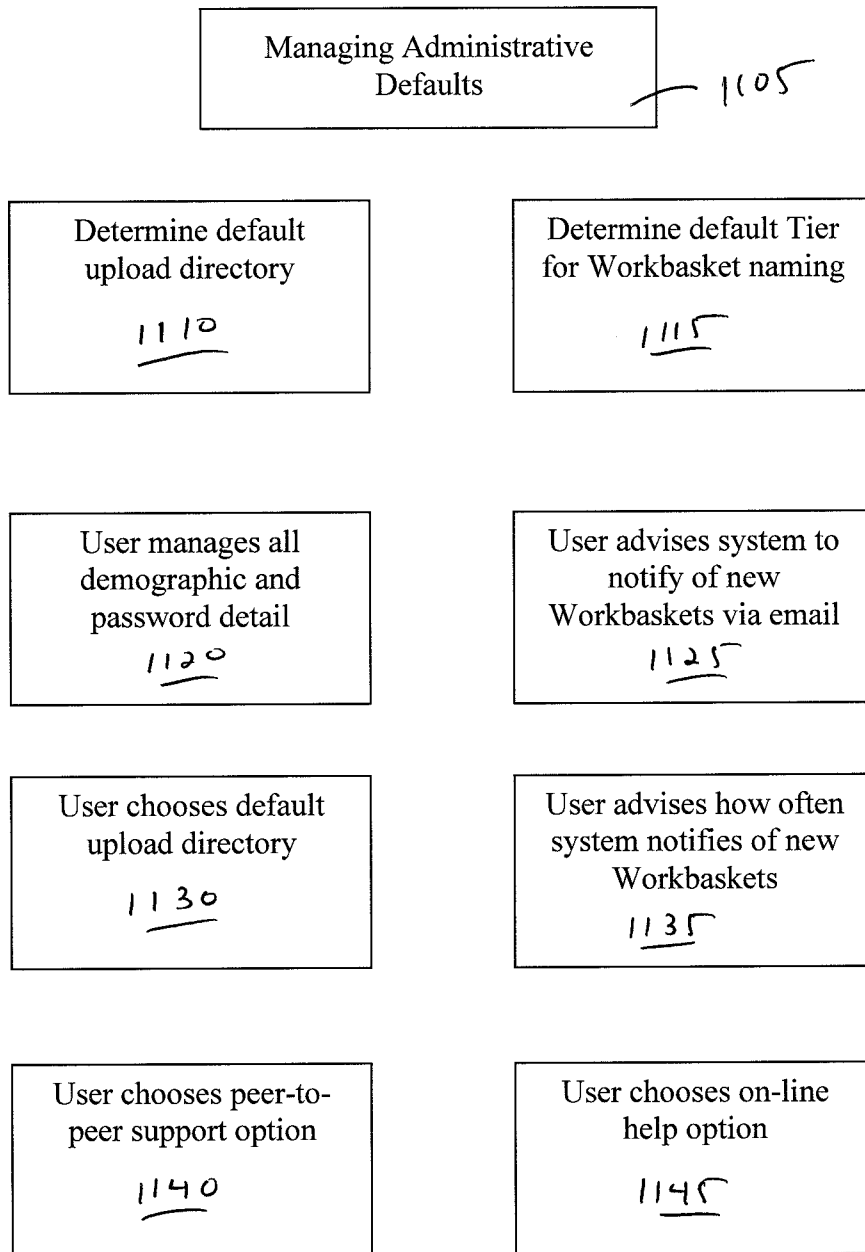 Managing Administrative
Defaults
1105
Determine default
upload directory
1110
Determine default Tier
for Workbasket naming
1115
User manages all
demographic and
password detail
1120
User advises system to
notify of new
Workbaskets via email
1125
User chooses default
upload directory
1130
User advises how often
system notifies of new
Workbaskets
1135
User chooses peer-to-
peer support option
1140
User chooses on-line
help option
1145